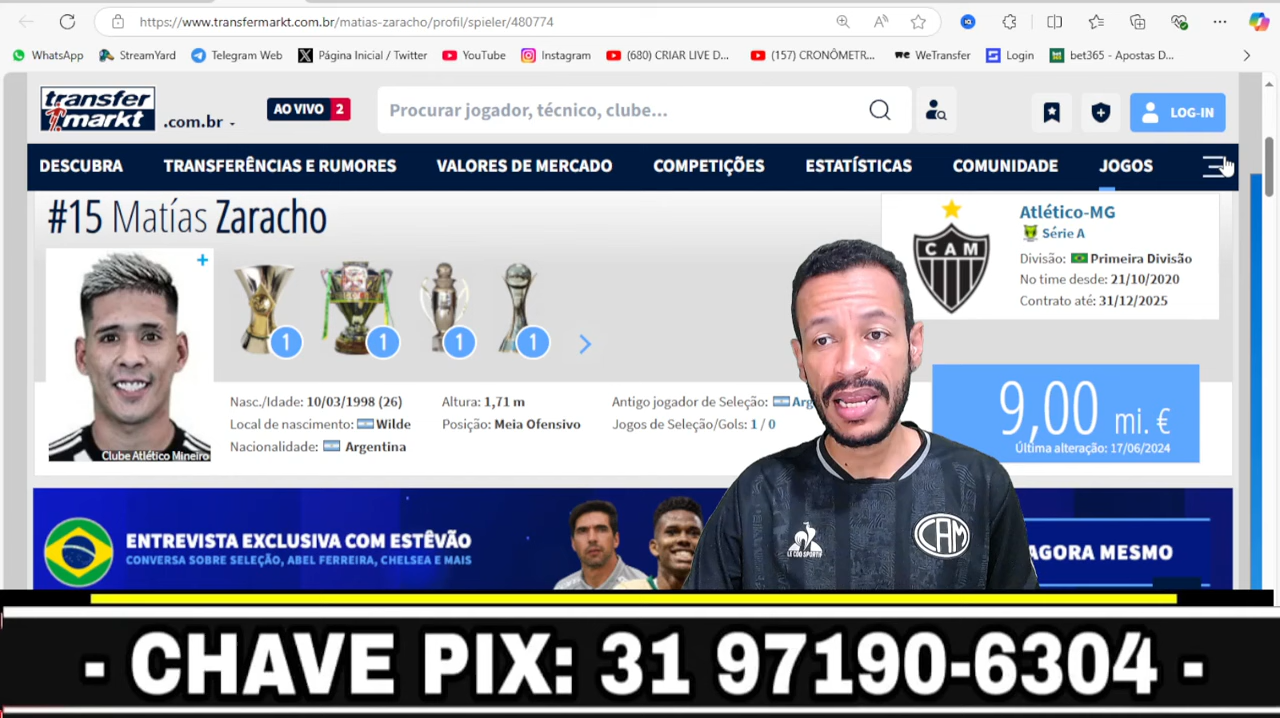 https://www.transfermarkt.com.br/matias-zaracho/profil/spieler/480774
WhatsApp StreamYard Telegram Web Página Inicial / Twitter YouTube Instagram (680) CRIAR LIVE D... (157) CRONÔMETR... WeTransfer Login bet365 - Apostas D...
transfer
markt
.com.br
AO VIVO 2
Procurar jogador, técnico, clube...
LOG-IN
DESCUBRA TRANSFERÊNCIAS E RUMORES VALORES DE MERCADO COMPETIÇÕES ESTATÍSTICAS COMUNIDADE JOGOS
#15 Matías Zaracho
1 1 1 1
Clube Atlético Mineiro
Nasc./Idade: 10/03/1998 (26)
Local de nascimento: Wilde
Nacionalidade: Argentina
Altura: 1,71 m
Posição: Meia Ofensivo
Antigo jogador de Seleção: Arg
Jogos de Seleção/Gols: 1 / 0
CAM
Atlético-MG
Série A
Divisão: Primeira Divisão
No time desde: 21/10/2020
Contrato até: 31/12/2025
9,00 mi. €
Última alteração: 17/06/2024
ENTREVISTA EXCLUSIVA COM ESTÊVÃO
CONVERSA SOBRE SELEÇÃO, ABEL FERREIRA, CHELSEA E MAIS
AGORA MESMO
LE COQ SPORTIF
CAM
- CHAVE PIX: 31 97190-6304 -